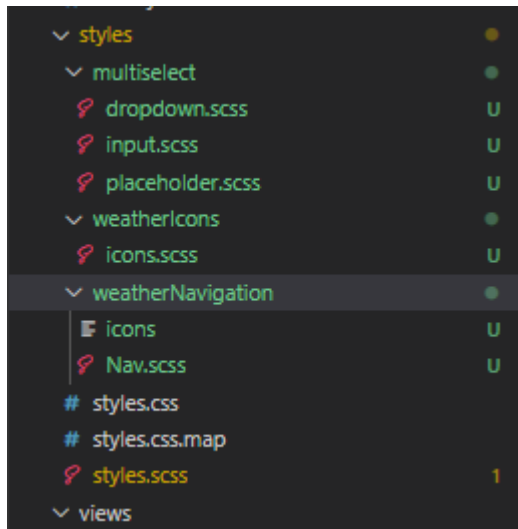 styles
multiselect
dropdown.scss U
input.scss U
placeholder.scss U
weatherIcons
icons.scss U
weatherNavigation
icons U
Nav.scss U
# styles.css
# styles.css.map
styles.scss 1
views